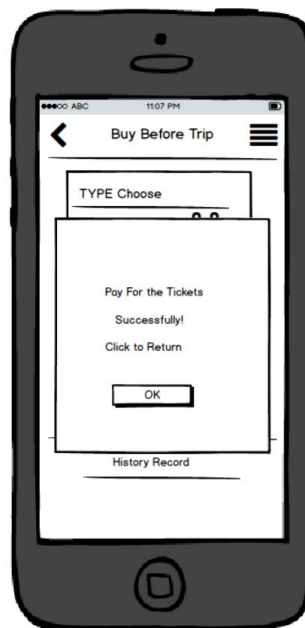 ABC 11:07 PM
Buy Before Trip
TYPE Choose
Pay For the Tickets
Successfully!
Click to Return
OK
History Record